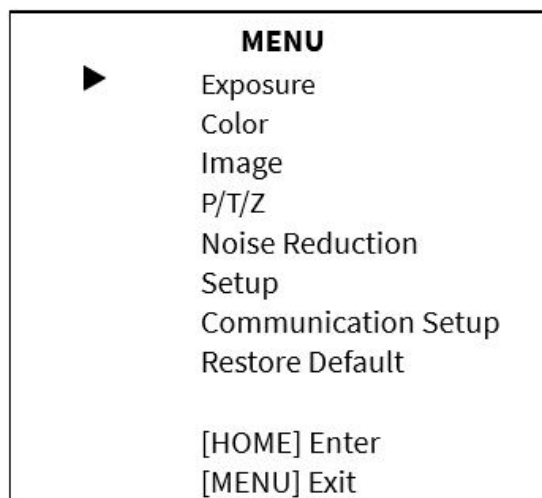 MENU
Exposure
Color
Image
P/T/Z
Noise Reduction
Setup
Communication Setup
Restore Default
[HOME] Enter
[MENU] Exit